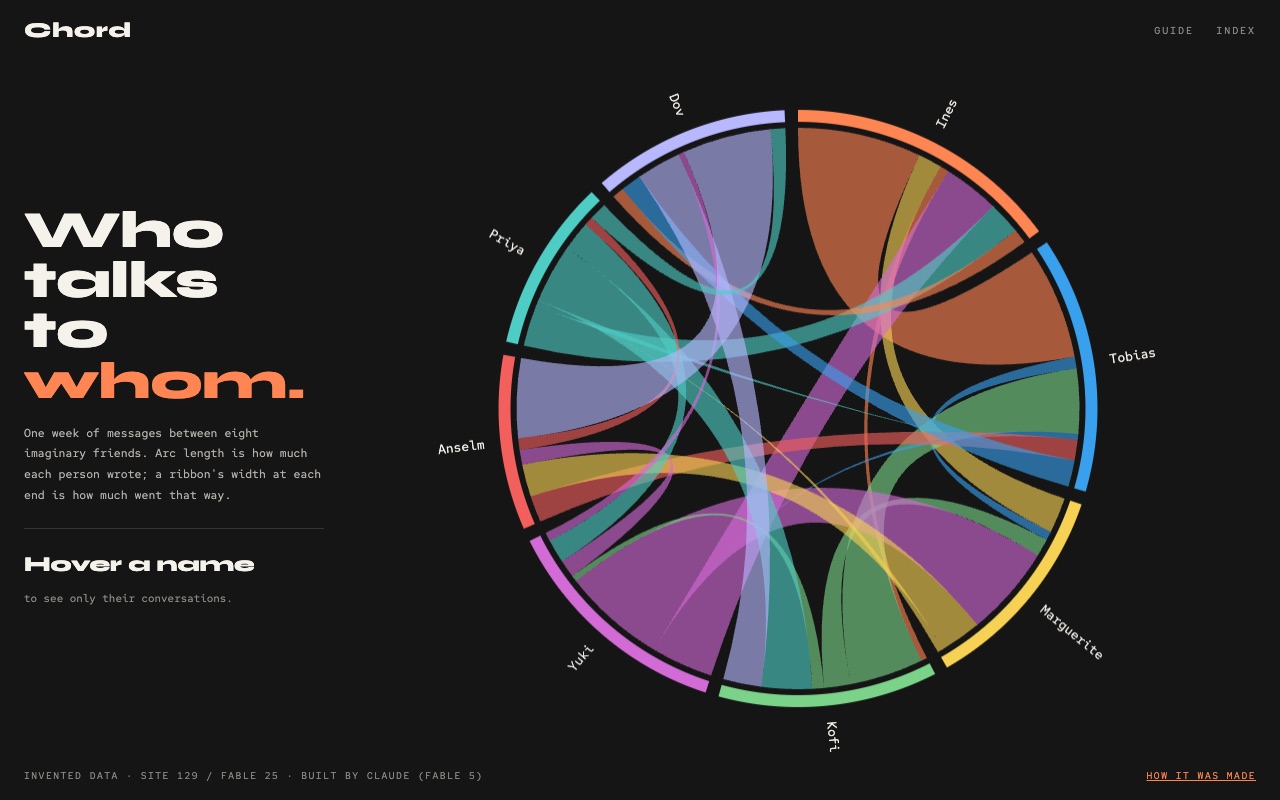 Chord
GUIDE INDEX
Who
talks
to
whom.
One week of messages between eight
imaginary friends. Arc length is how much
each person wrote; a ribbon's width at each
end is how much went that way.
Hover a name
to see only their conversations.
Dov
Ines
Priya
Tobias
Anselm
Marguerite
Yuki
Kofi
INVENTED DATA · SITE 129 / FABLE 25 · BUILT BY CLAUDE (FABLE 5)
HOW IT WAS MADE